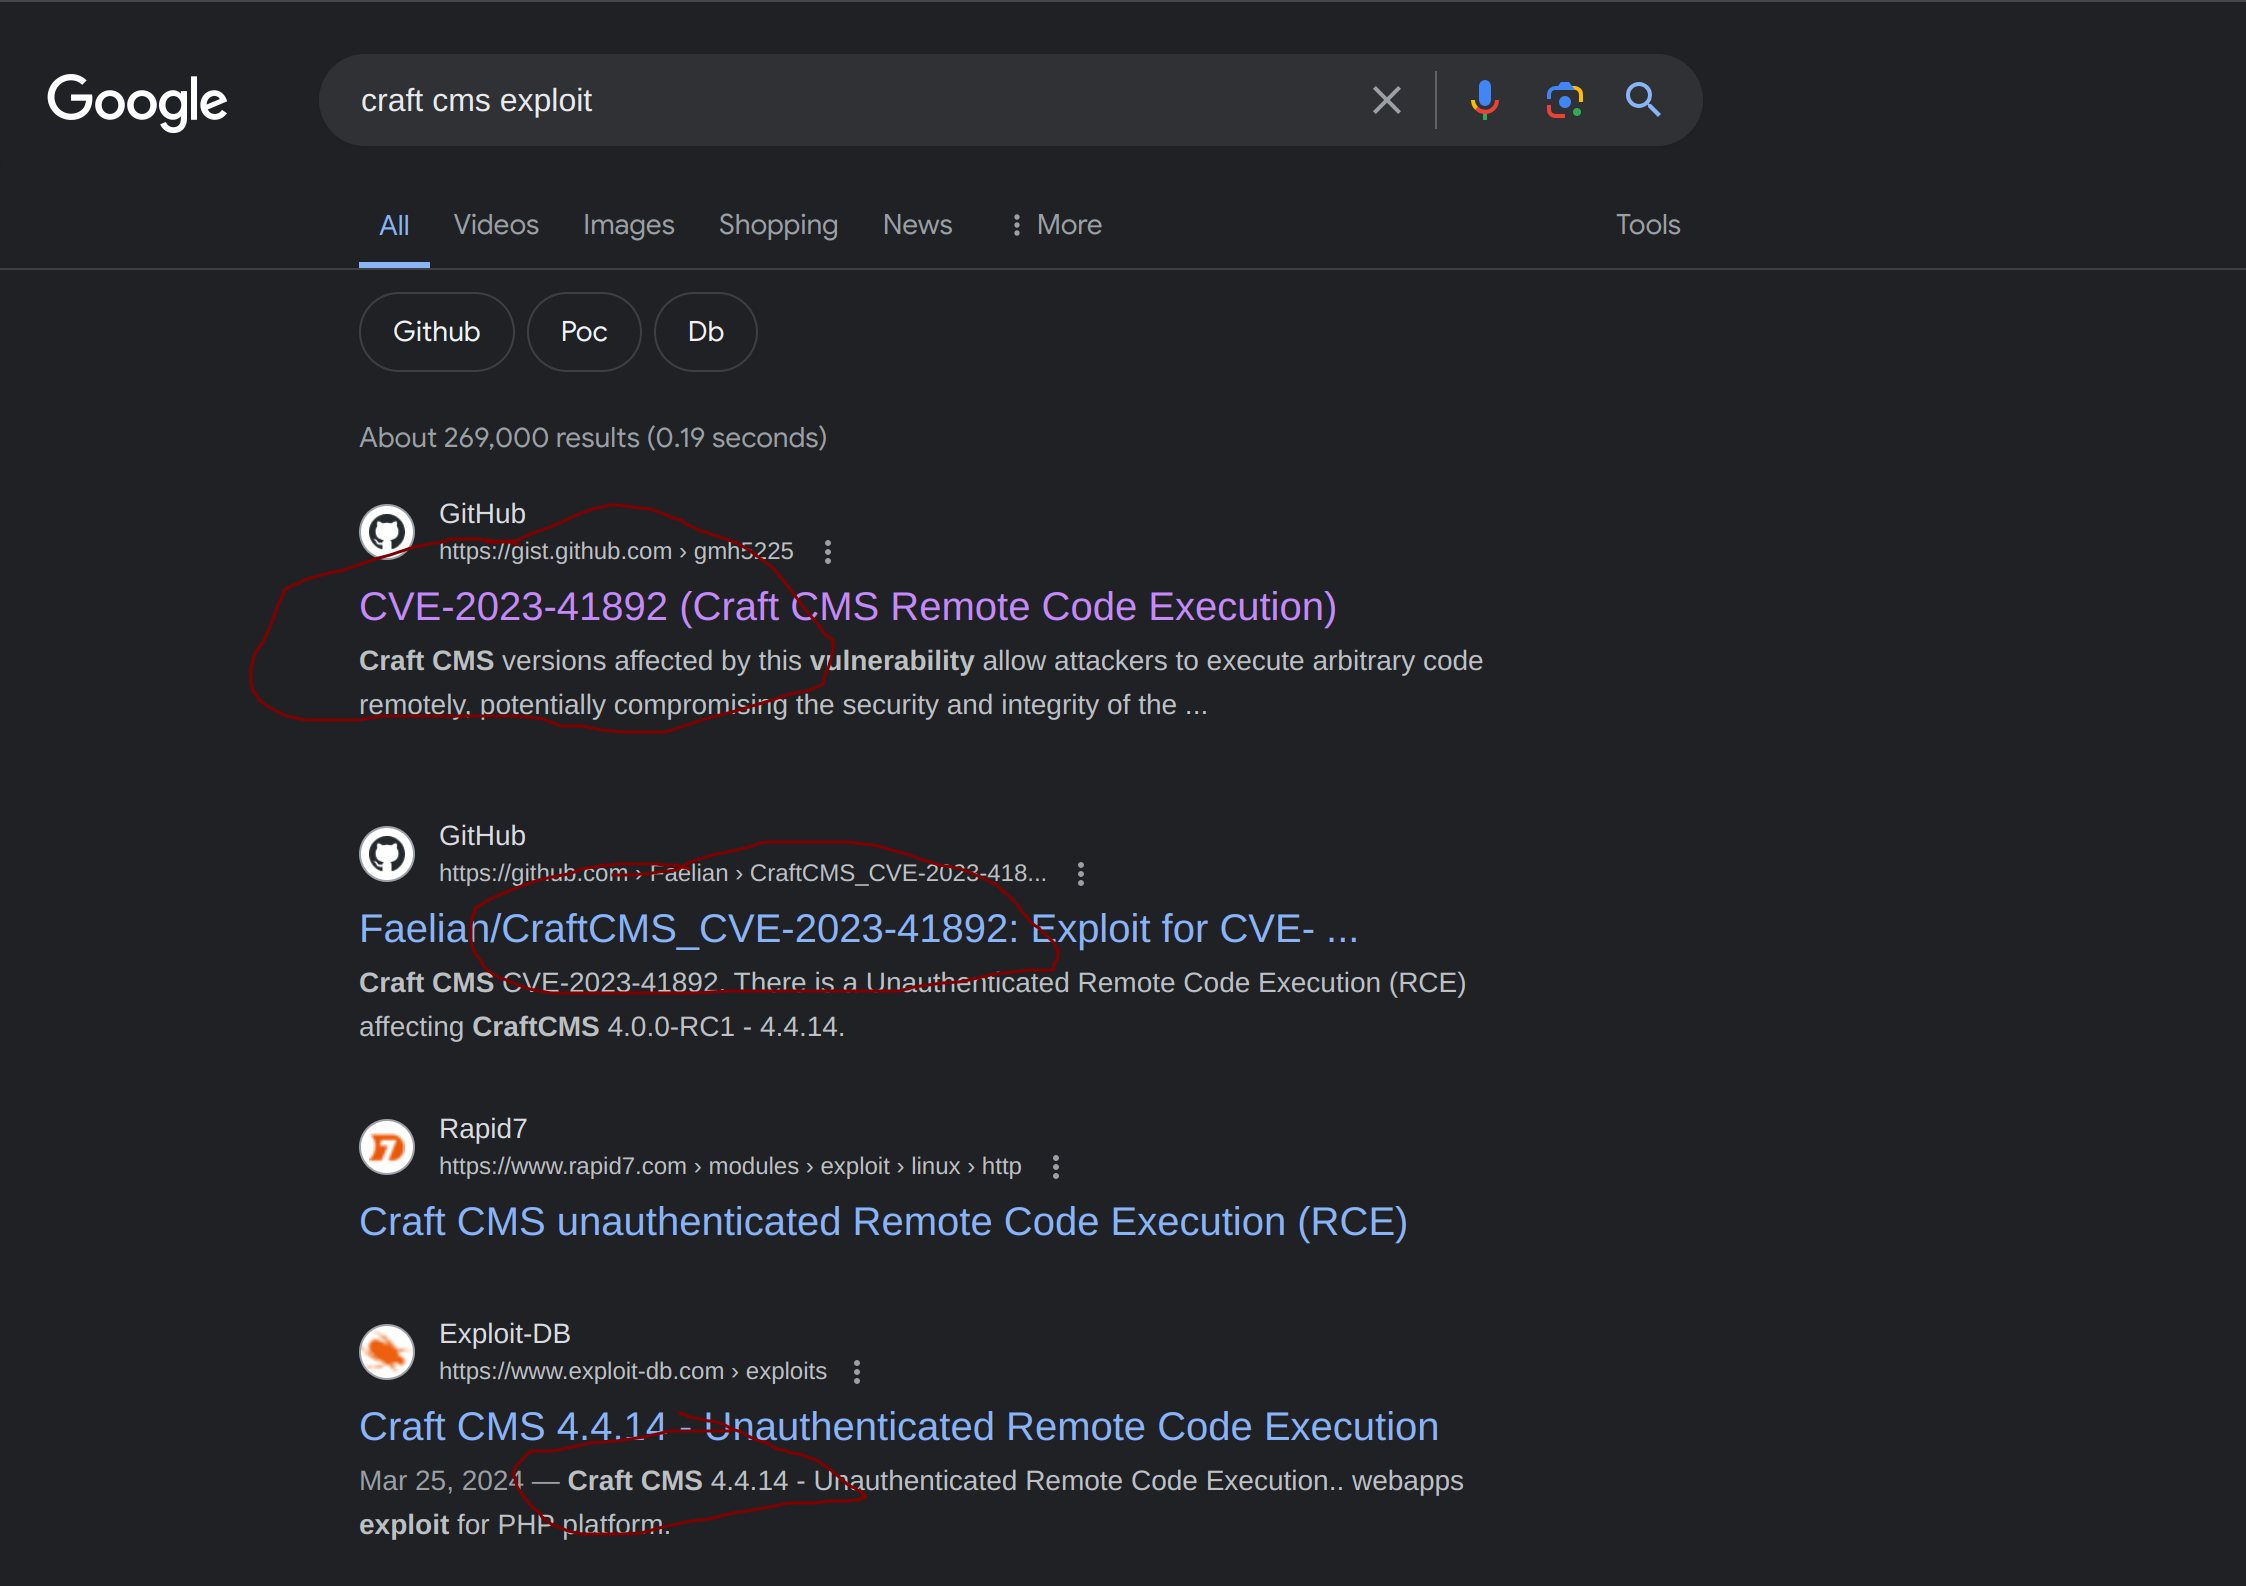 Google
craft cms exploit
All Videos Images Shopping News More Tools
Github Poc Db
About 269,000 results (0.19 seconds)
GitHub
https://gist.github.com › gmh5225
CVE-2023-41892 (Craft CMS Remote Code Execution)
Craft CMS versions affected by this vulnerability allow attackers to execute arbitrary code
remotely, potentially compromising the security and integrity of the ...
GitHub
https://github.com › Faelian › CraftCMS_CVE-2023-418...
Faelian/CraftCMS_CVE-2023-41892: Exploit for CVE- ...
Craft CMS CVE-2023-41892. There is a Unauthenticated Remote Code Execution (RCE)
affecting CraftCMS 4.0.0-RC1 - 4.4.14.
Rapid7
https://www.rapid7.com › modules › exploit › linux › http
Craft CMS unauthenticated Remote Code Execution (RCE)
Exploit-DB
https://www.exploit-db.com › exploits
Craft CMS 4.4.14 - Unauthenticated Remote Code Execution
Mar 25, 2024 — Craft CMS 4.4.14 - Unauthenticated Remote Code Execution.. webapps
exploit for PHP platform.